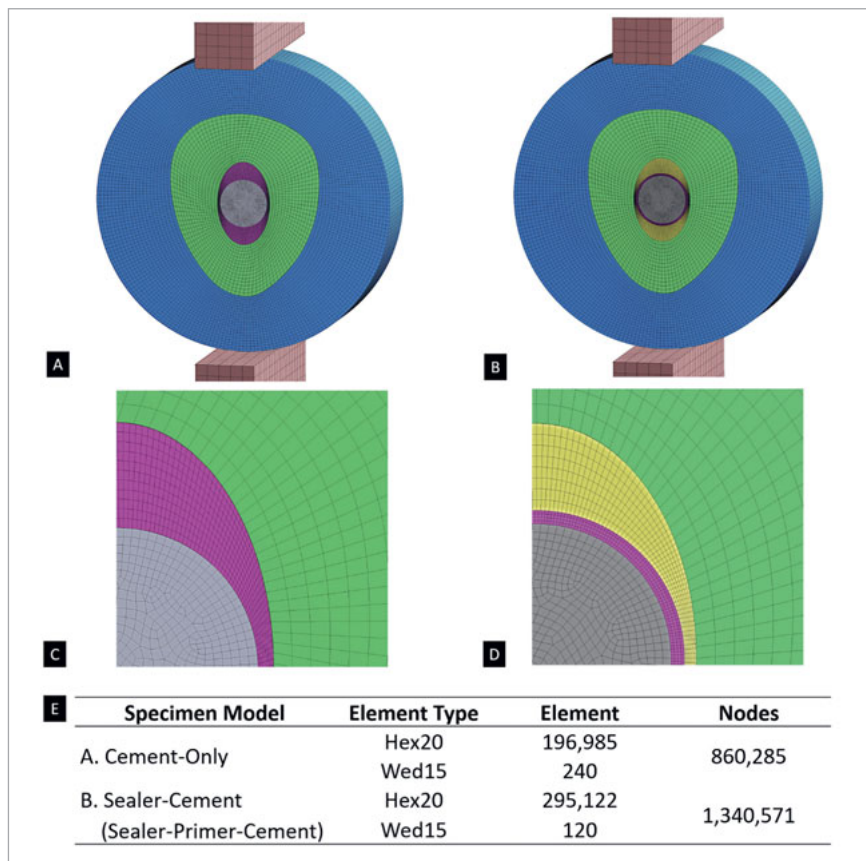 A
B
C
D
E
Specimen Model Element Type Element Nodes
A. Cement-Only Hex20 196,985 860,285
Wed15 240
B. Sealer-Cement Hex20 295,122 1,340,571
(Sealer-Primer-Cement) Wed15 120